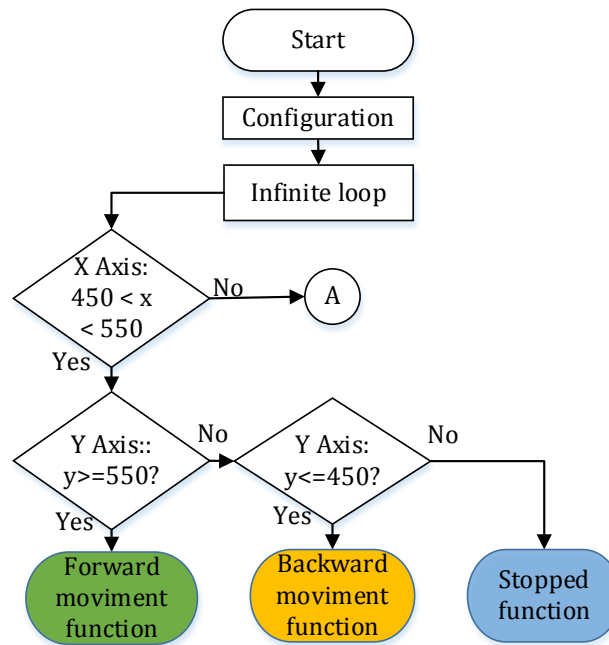 Start
Configuration
Infinite loop
X Axis:
450 < x
< 550
No
A
Yes
Y Axis::
y>=550?
No
Y Axis:
y<=450?
No
Yes
Yes
Forward
moviment
function
Backward
moviment
function
Stopped
function